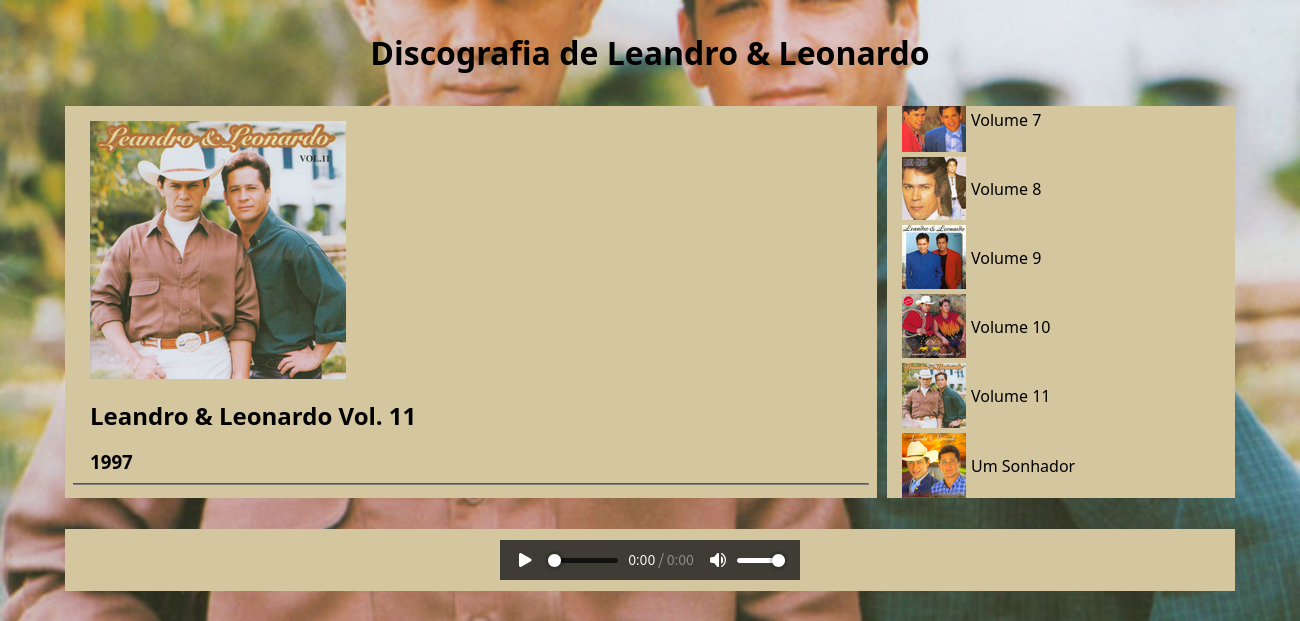 Discografia de Leandro & Leonardo
Leandro & Leonardo
VOL.11
Leandro & Leonardo Vol. 11
1997
Volume 7
Volume 8
Volume 9
Volume 10
Volume 11
Um Sonhador
0:00 / 0:00